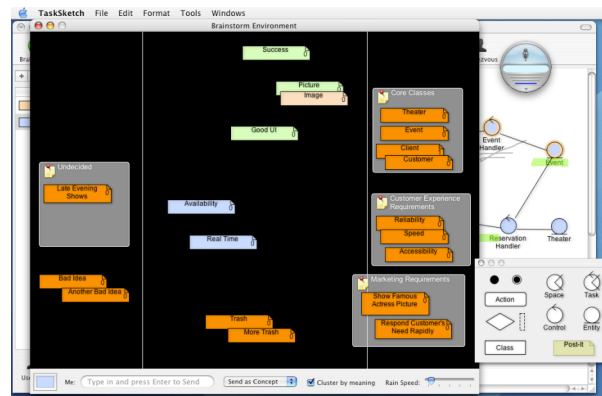 TaskSketch File Edit Format Tools Windows
Brainstorm Environment
Success
Picture
Image
Good UI
Availability
Real Time
Trash
More Trash
Undecided
Late Evening
Shows
Bad Idea
Another Bad Idea
Core Classes
Theater
Event
Client
Customer
Customer Experience
Requirements
Reliability
Speed
Accessibility
Marketing Requirements
Show Famous
Actress Picture
Respond Customer's
Need Rapidly
Event
Handler
Event
Reservation
Handler
Theater
Action
Space
Task
Control
Entity
Class
Post-it
Me:
Type in and press Enter to Send
Send as Concept
Cluster by meaning
Rain Speed: